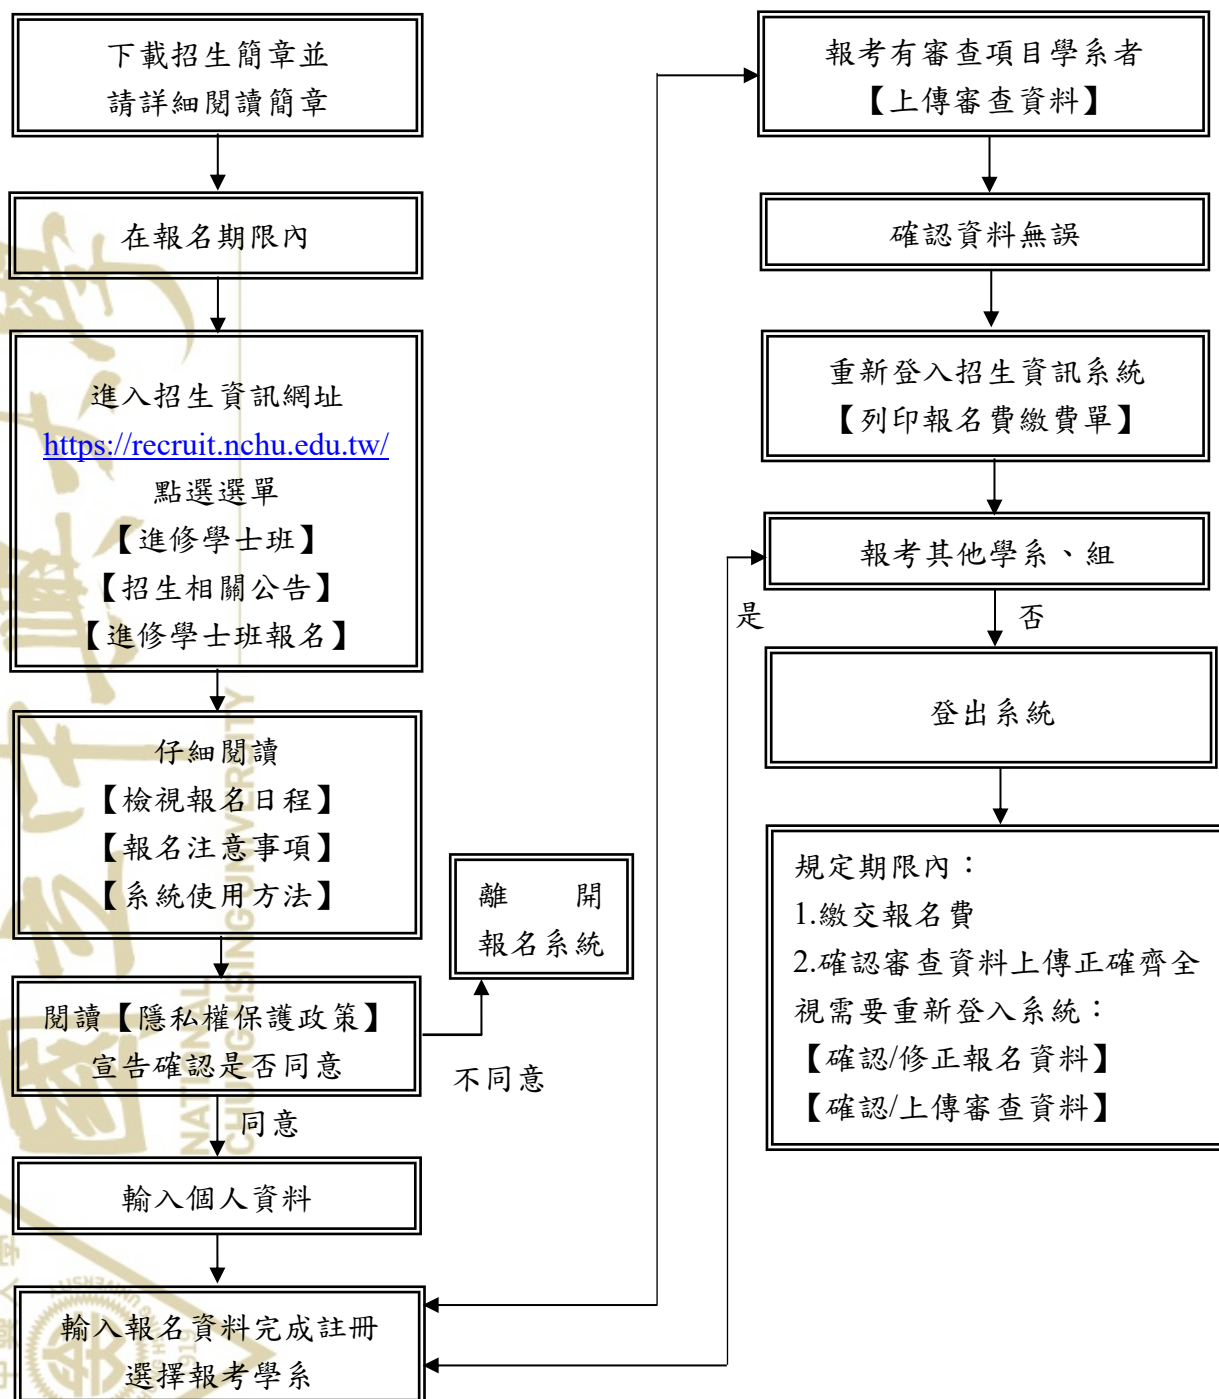 下載招生簡章並
請詳細閱讀簡章
在報名期限內
進入招生資訊網址
https://recruit.nchu.edu.tw/
點選選單
【進修學士班】
【招生相關公告】
【進修學士班報名】
仔細閱讀
【檢視報名日程】
【報名注意事項】
【系統使用方法】
閱讀【隱私權保護政策】
宣告確認是否同意
不同意
離 開
報名系統
同意
輸入個人資料
輸入報名資料完成註冊
選擇報考學系
報考有審查項目學系者
【上傳審查資料】
確認資料無誤
重新登入招生資訊系統
【列印報名費繳費單】
報考其他學系、組
是
否
登出系統
規定期限內：
1.繳交報名費
2.確認審查資料上傳正確齊全
視需要重新登入系統：
【確認/修正報名資料】
【確認/上傳審查資料】
NATIONAL
CHUNG HSING UNIVERSITY